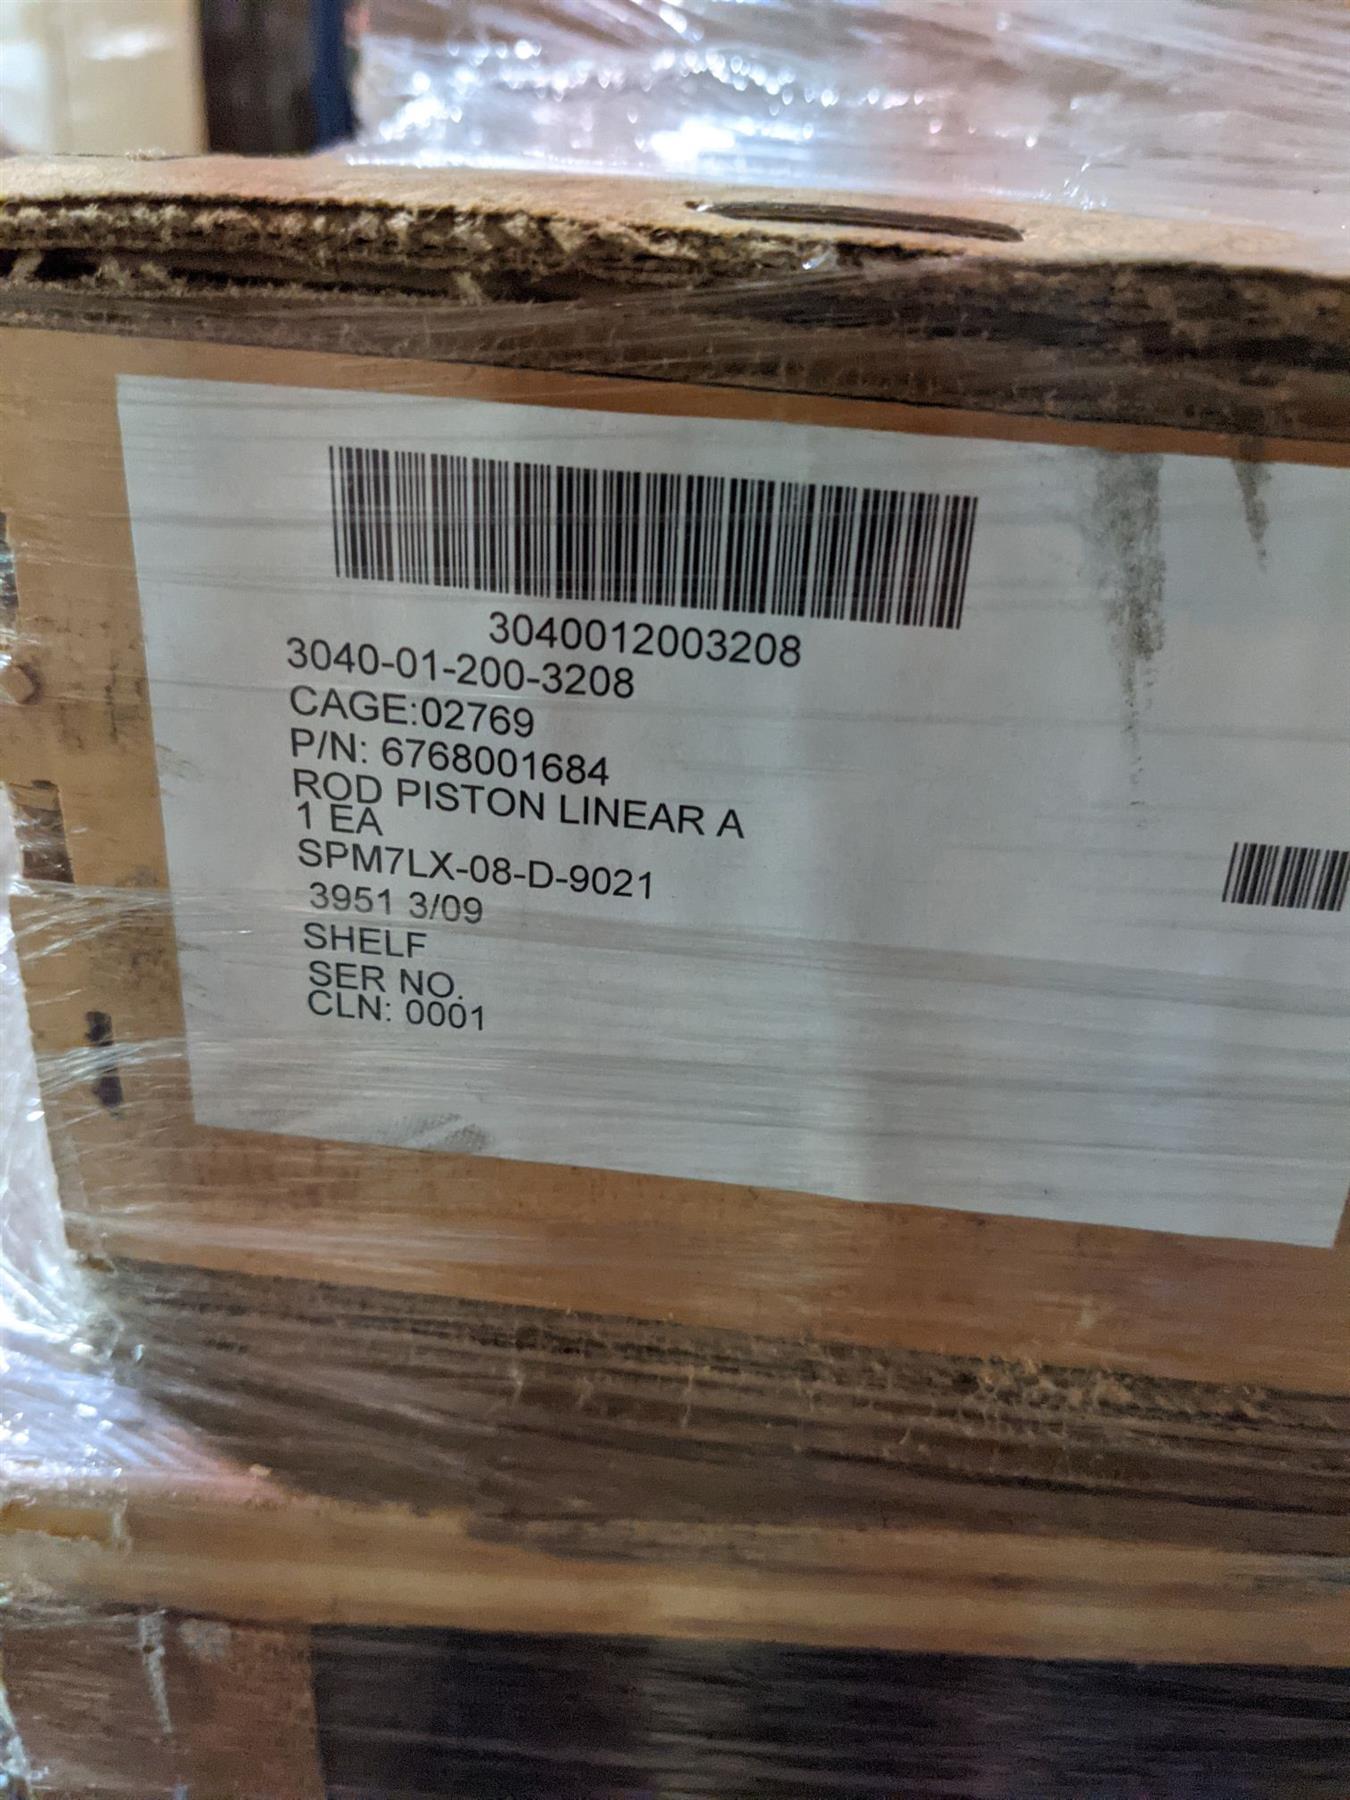 3040012003208
3040-01-200-3208
CAGE:02769
P/N: 6768001684
ROD PISTON LINEAR A
1 EA
SPM7LX-08-D-9021
3951 3/09
SHELF
SER NO.
CLN: 0001